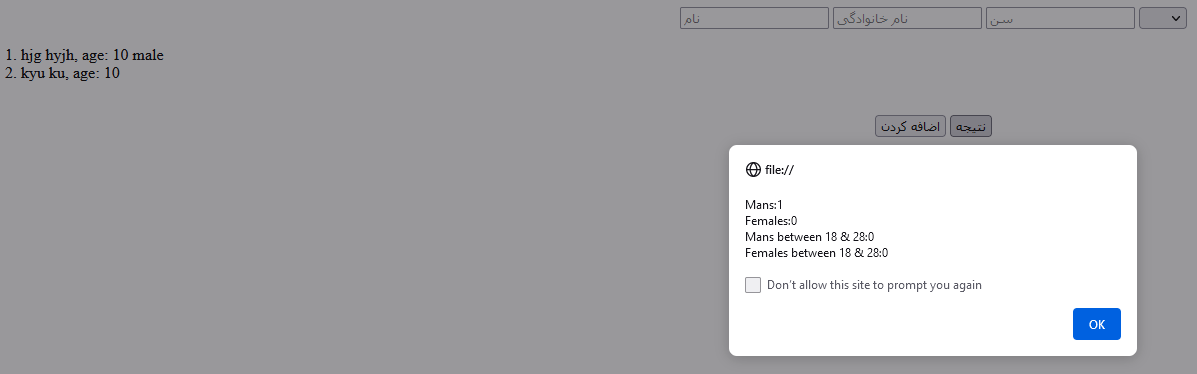 نام نام خانوادگی سن
1. hjg hyjh, age: 10 male
2. kyu ku, age: 10
اضافه کردن نتیجه
file://
Mans:1
Females:0
Mans between 18 & 28:0
Females between 18 & 28:0
Don't allow this site to prompt you again
OK